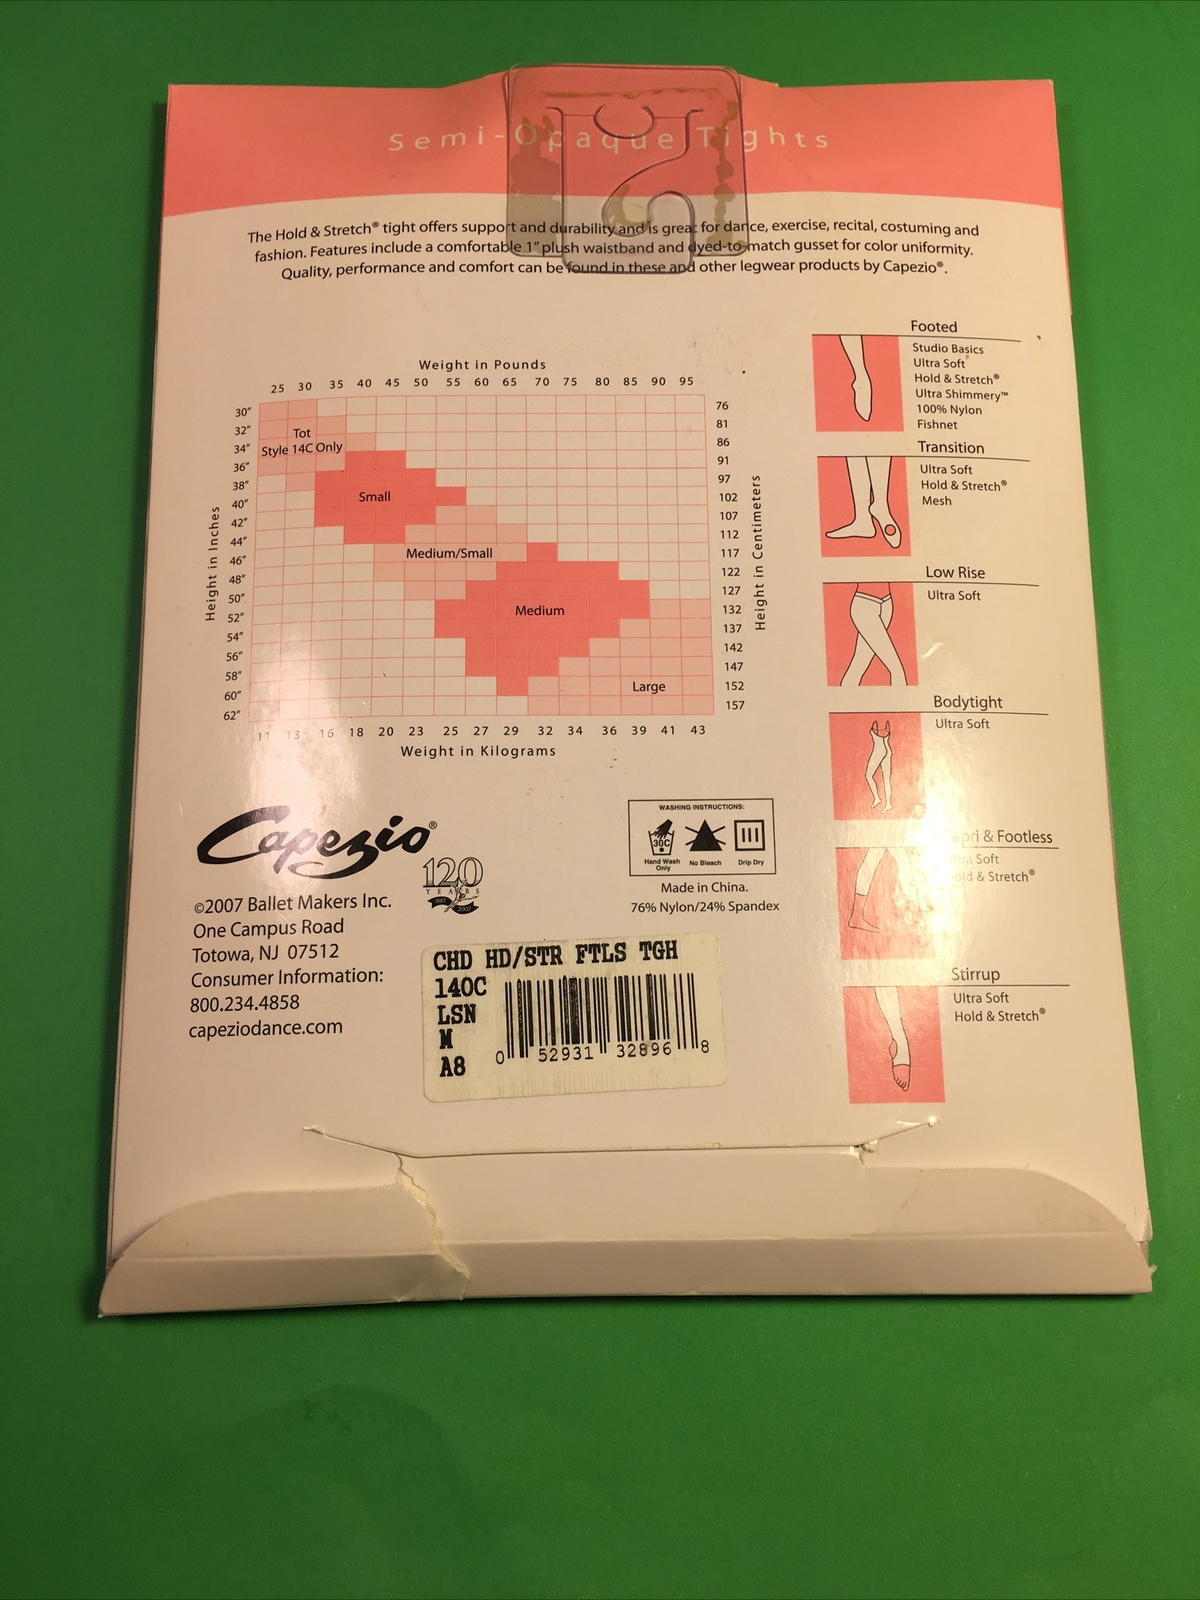 Semi-Opaque Tights
The Hold & Stretch® tight offers support and durability and is great for dance, exercise, recital, costuming and
fashion. Features include a comfortable 1" plush waistband and dyed-to-match gusset for color uniformity.
Quality, performance and comfort can be found in these and other legwear products by Capezio®.
Weight in Pounds
25 30 35 40 45 50 55 60 65 70 75 80 85 90 95
30" 76
32" 81
34" 86
36" 91
38" 97
40" 102
42" 107
44" 112
46" 117
48" 122
50" 127
52" 132
54" 137
56" 142
58" 147
60" 152
62" 157
Height in Inches
Height in Centimeters
Tot
Style 14C Only
Small
Medium/Small
Medium
Large
11 13 16 18 20 23 25 27 29 32 34 36 39 41 43
Weight in Kilograms
Footed
Studio Basics
Ultra Soft®
Hold & Stretch®
Ultra Shimmery™
100% Nylon
Fishnet
Transition
Ultra Soft
Hold & Stretch®
Mesh
Low Rise
Ultra Soft
Bodytight
Ultra Soft
Capri & Footless
Ultra Soft
Hold & Stretch®
Stirrup
Ultra Soft
Hold & Stretch®
Capezio®
120
YEARS
1887 2007
©2007 Ballet Makers Inc.
One Campus Road
Totowa, NJ 07512
Consumer Information:
800.234.4858
capeziodance.com
WASHING INSTRUCTIONS:
30C
Hand Wash
Only
No Bleach
Drip Dry
Made in China.
76% Nylon/24% Spandex
CHD HD/STR FTLS TGH
140C
LSN
M
A8
0 52931 32896 8